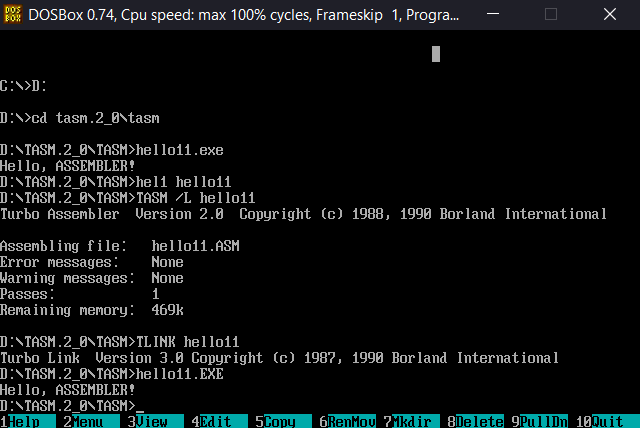 DOS
BOX
DOSBox 0.74, Cpu speed: max 100% cycles, Frameskip 1, Progra...
C:\>D:
D:\>cd tasm.2_0\tasm
D:\TASM.2_0\TASM>hello11.exe
Hello, ASSEMBLER!
D:\TASM.2_0\TASM>hel1 hello11
D:\TASM.2_0\TASM>TASM /L hello11
Turbo Assembler  Version 2.0  Copyright (c) 1988, 1990 Borland International
Assembling file:   hello11.ASM
Error messages:    None
Warning messages:  None
Passes:            1
Remaining memory:  469k
D:\TASM.2_0\TASM>TLINK hello11
Turbo Link  Version 3.0 Copyright (c) 1987, 1990 Borland International
D:\TASM.2_0\TASM>hello11.EXE
Hello, ASSEMBLER!
D:\TASM.2_0\TASM>_
1Help 2Menu 3View 4Edit 5Copy 6RenMov 7Mkdir 8Delete 9PullDn 10Quit